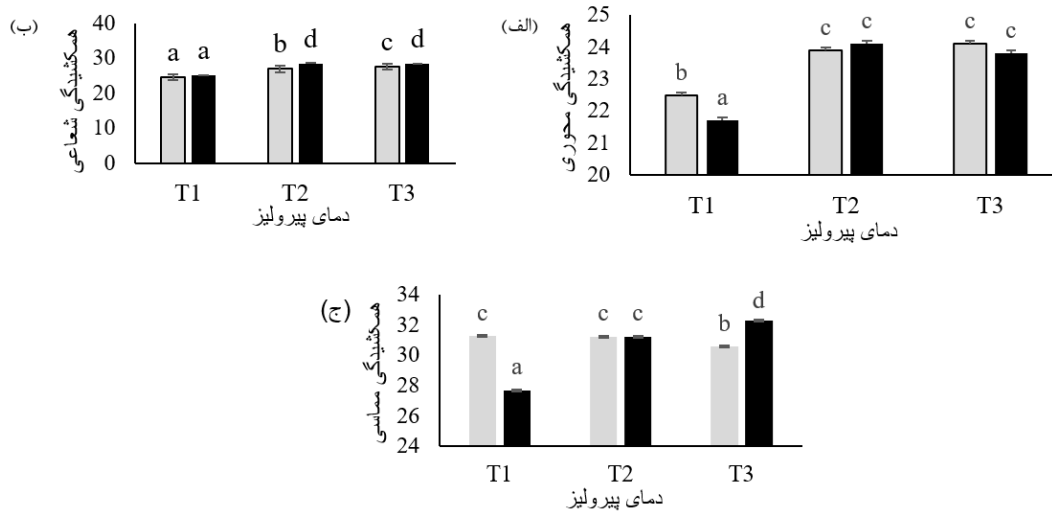 (الف)
همکشیدگی محوری
25
24
23
22
21
20
b
a
c
c
c
c
T1
T2
T3
دمای پیرولیز
(ب)
همکشیدگی شعاعی
40
30
20
10
0
a
a
b
d
c
d
T1
T2
T3
دمای پیرولیز
(ج)
همکشیدگی مماسی
34
32
30
28
26
24
c
a
c
c
b
d
T1
T2
T3
دمای پیرولیز